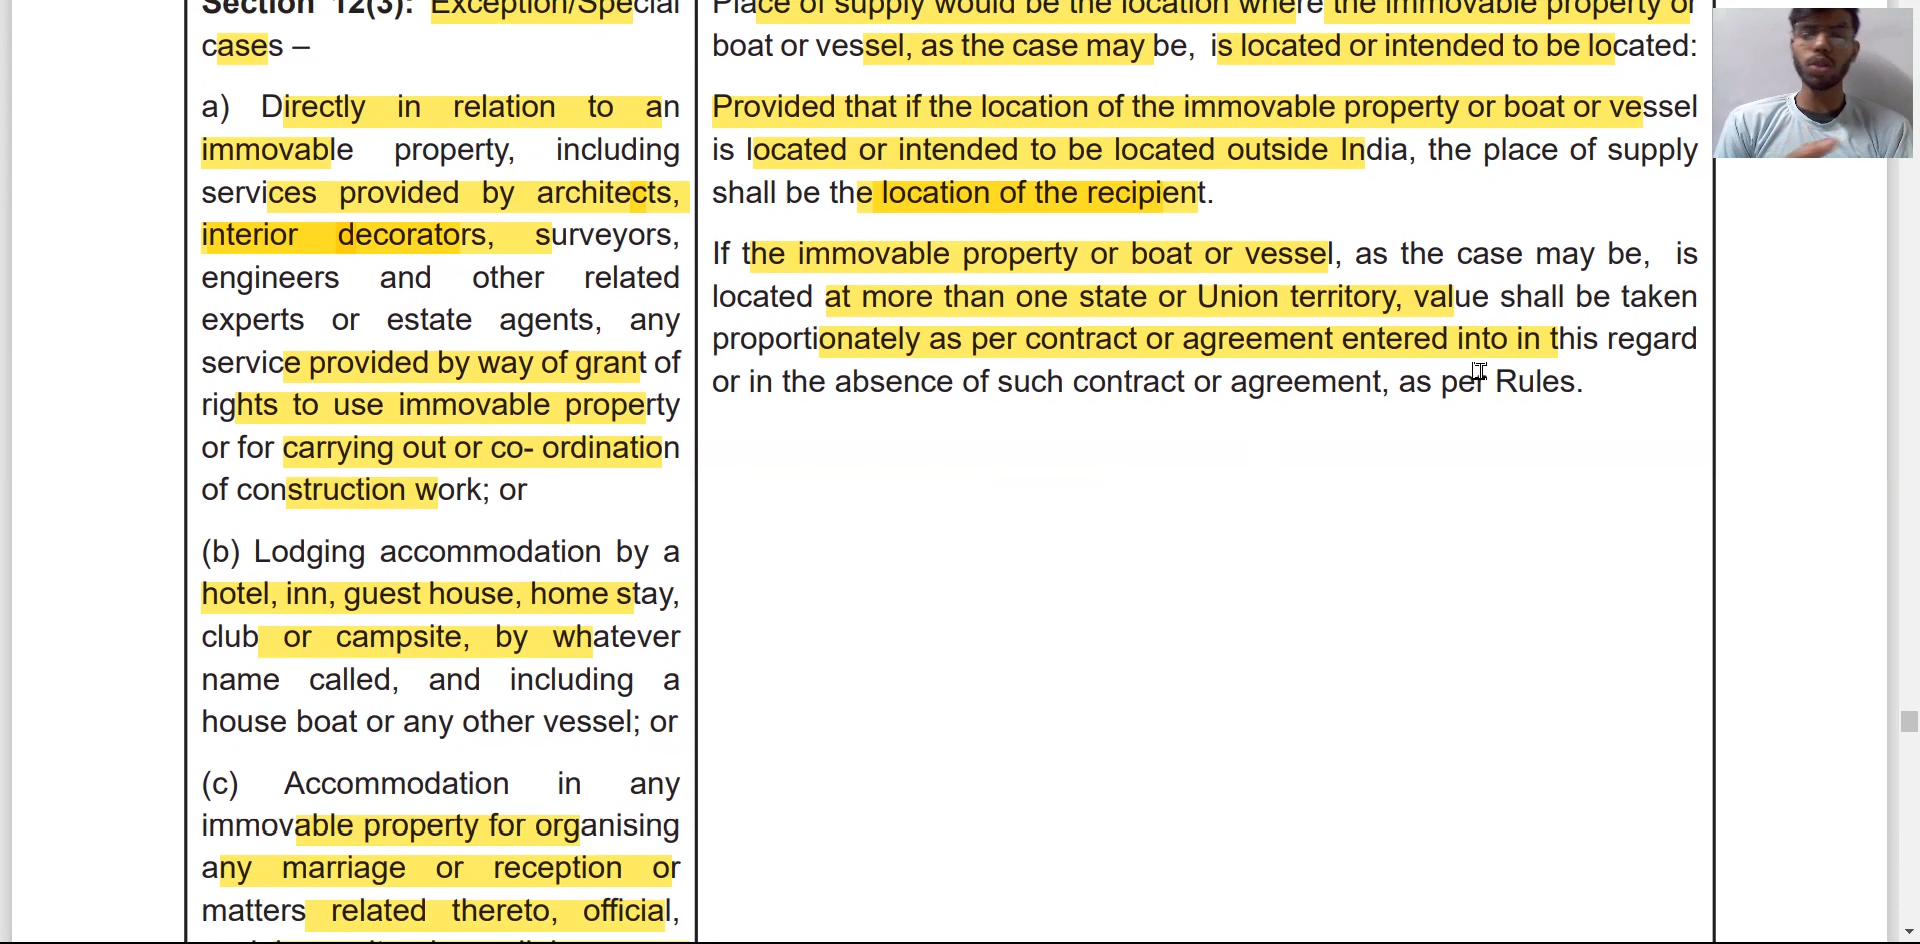 Section 12(3): Exception/Special
cases –
a) Directly in relation to an
immovable property, including
services provided by architects,
interior decorators, surveyors,
engineers and other related
experts or estate agents, any
service provided by way of grant of
rights to use immovable property
or for carrying out or co- ordination
of construction work; or
(b) Lodging accommodation by a
hotel, inn, guest house, home stay,
club or campsite, by whatever
name called, and including a
house boat or any other vessel; or
(c) Accommodation in any
immovable property for organising
any marriage or reception or
matters related thereto, official,
Place of supply would be the location where the immovable property or
boat or vessel, as the case may be, is located or intended to be located:
Provided that if the location of the immovable property or boat or vessel
is located or intended to be located outside India, the place of supply
shall be the location of the recipient.
If the immovable property or boat or vessel, as the case may be, is
located at more than one state or Union territory, value shall be taken
proportionately as per contract or agreement entered into in this regard
or in the absence of such contract or agreement, as per Rules.